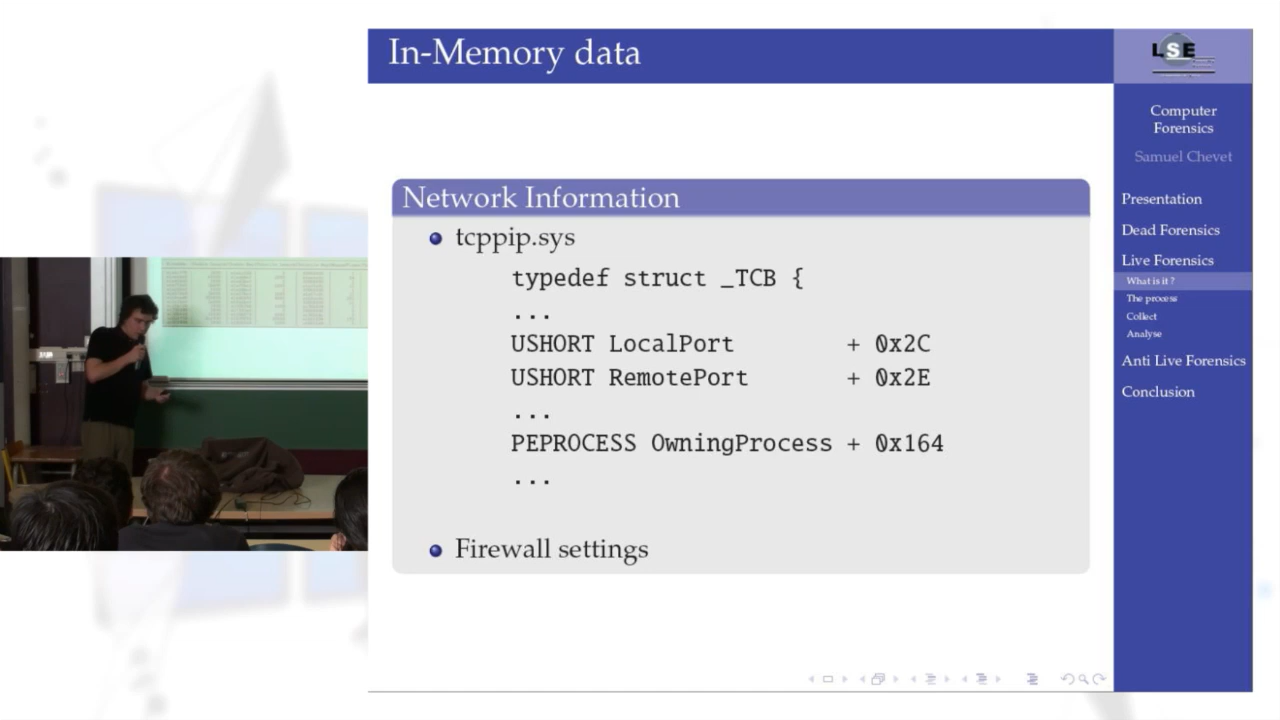 In-Memory data
Network Information
tcppip.sys
typedef struct _TCB {
...
USHORT LocalPort + 0x2C
USHORT RemotePort + 0x2E
...
PEPROCESS OwningProcess + 0x164
...
Firewall settings
LSE
Computer
Forensics
Samuel Chevet
Presentation
Dead Forensics
Live Forensics
What is it ?
The process
Collect
Analyse
Anti Live Forensics
Conclusion